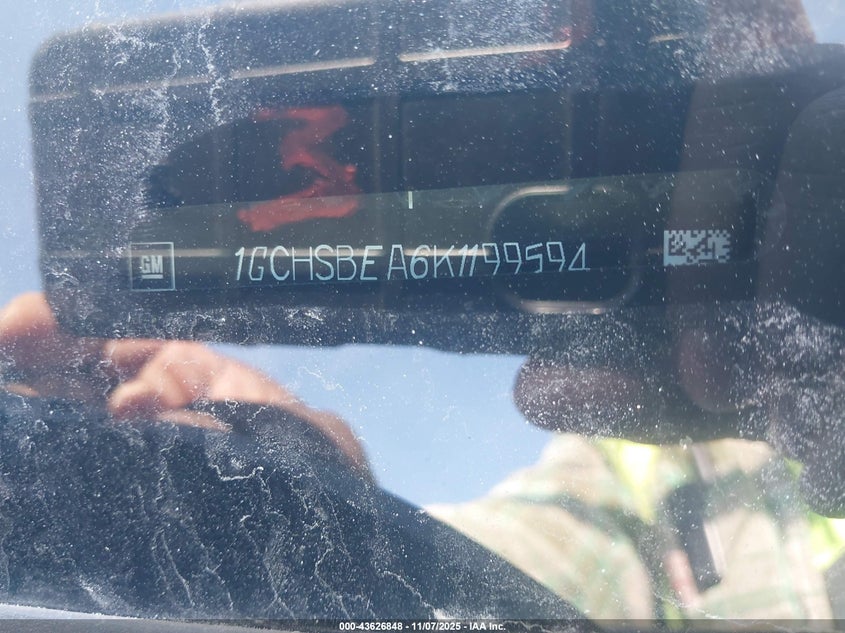 GM 1GCHSBEA6K1199594
000-43626848 - 11/07/2025 - IAA Inc.